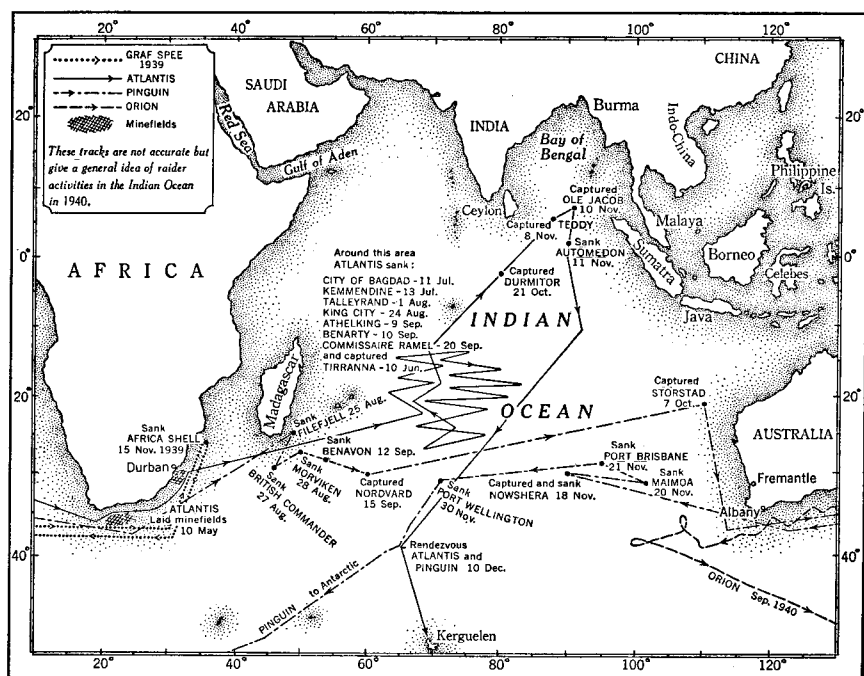 20° 40° 60° 80° 100° 120°
GRAF SPEE
1939
ATLANTIS
PINGUIN
ORION
Minefields
These tracks are not accurate but
give a general idea of raider
activities in the Indian Ocean
in 1940.
SAUDI
ARABIA
Red Sea
Gulf of Aden
INDIA
Burma
CHINA
Indo-China
Bay of
Bengal
20° 20°
Philippine
Is.
Captured
OLE JACOB
10 Nov.
Ceylon
Captured TEDDY
8 Nov.
Malaya
Sank
AUTOMEDON
11 Nov.
Sumatra
Borneo
Celebes
Java
0° 0°
AFRICA
Around this area
ATLANTIS sank:
CITY OF BAGDAD-11 Jul.
KEMMENDINE-13 Jul.
TALLEYRAND-1 Aug.
KING CITY-24 Aug.
ATHELKING-9 Sep.
BENARTY-10 Sep.
COMMISSAIRE RAMEL-20 Sep.
and captured
TIRRANNA-10 Jun.
Captured
DURMITOR
21 Oct.
INDIAN
OCEAN
Madagascar
20° 20°
Captured
STORSTAD
7 Oct.
Sank
AFRICA SHELL
15 Nov. 1939
Durban
Sank
FILEFJELL 25 Aug.
Sank
BENAVON 12 Sep.
Sank
MORVIKEN
28 Aug.
Sank
BRITISH COMMANDER
27 Aug.
Captured
NORDVARD
15 Sep.
Sank
PORT WELLINGTON
30 Nov.
Captured and sank
NOWSHERA 18 Nov.
Sank
PORT BRISBANE
21 Nov.
Sank
MAIMOA
20 Nov.
AUSTRALIA
Fremantle
Albany
ATLANTIS
Laid minefields
10 May
40° 40°
Rendezvous
ATLANTIS and
PINGUIN 10 Dec.
PINGUIN to Antarctic
ORION Sep. 1940
Kerguelen
20° 40° 60° 80° 100° 120°